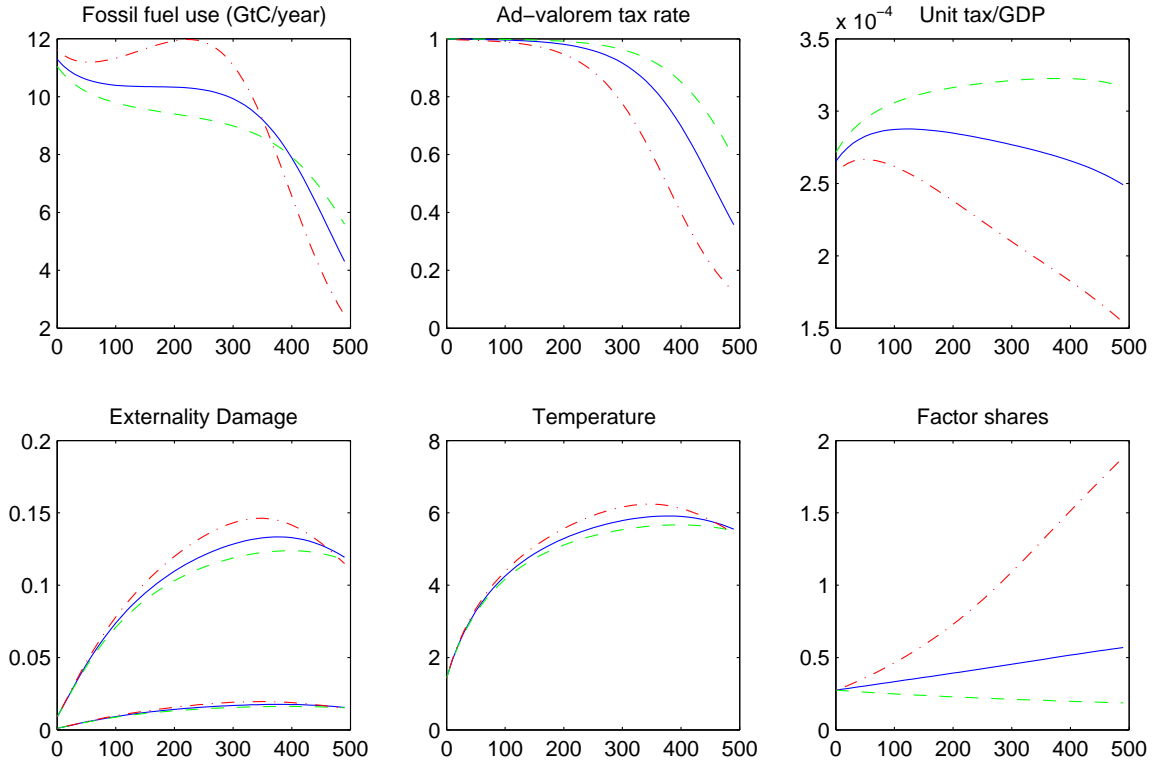 Fossil fuel use (GtC/year)
12
10
8
6
4
2
0 100 200 300 400 500
Ad−valorem tax rate
1
0.8
0.6
0.4
0.2
0
0 100 200 300 400 500
Unit tax/GDP
x 10−4
3.5
3
2.5
2
1.5
0 100 200 300 400 500
Externality Damage
0.2
0.15
0.1
0.05
0
0 100 200 300 400 500
Temperature
8
6
4
2
0
0 100 200 300 400 500
Factor shares
2
1.5
1
0.5
0
0 100 200 300 400 500